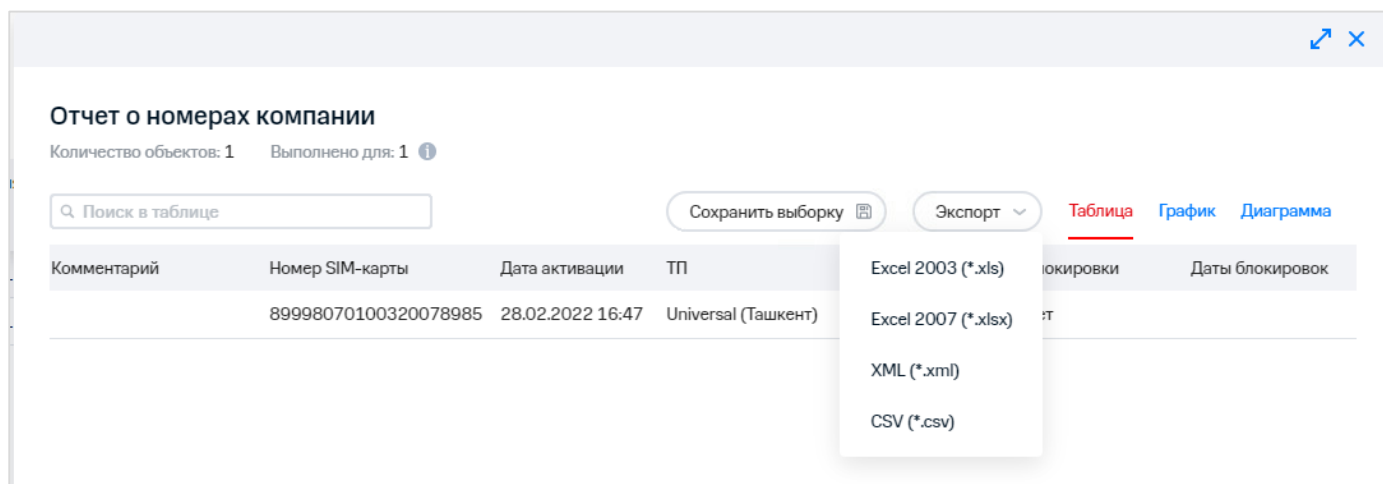 Отчет о номерах компании
Количество объектов: 1 Выполнено для: 1
Поиск в таблице
Сохранить выборку Экспорт Таблица График Диаграмма
Комментарий Номер SIM-карты Дата активации ТП Даты блокировок
89998070100320078985 28.02.2022 16:47 Universal (Ташкент)
Excel 2003 (*.xls)
Excel 2007 (*.xlsx)
XML (*.xml)
CSV (*.csv)